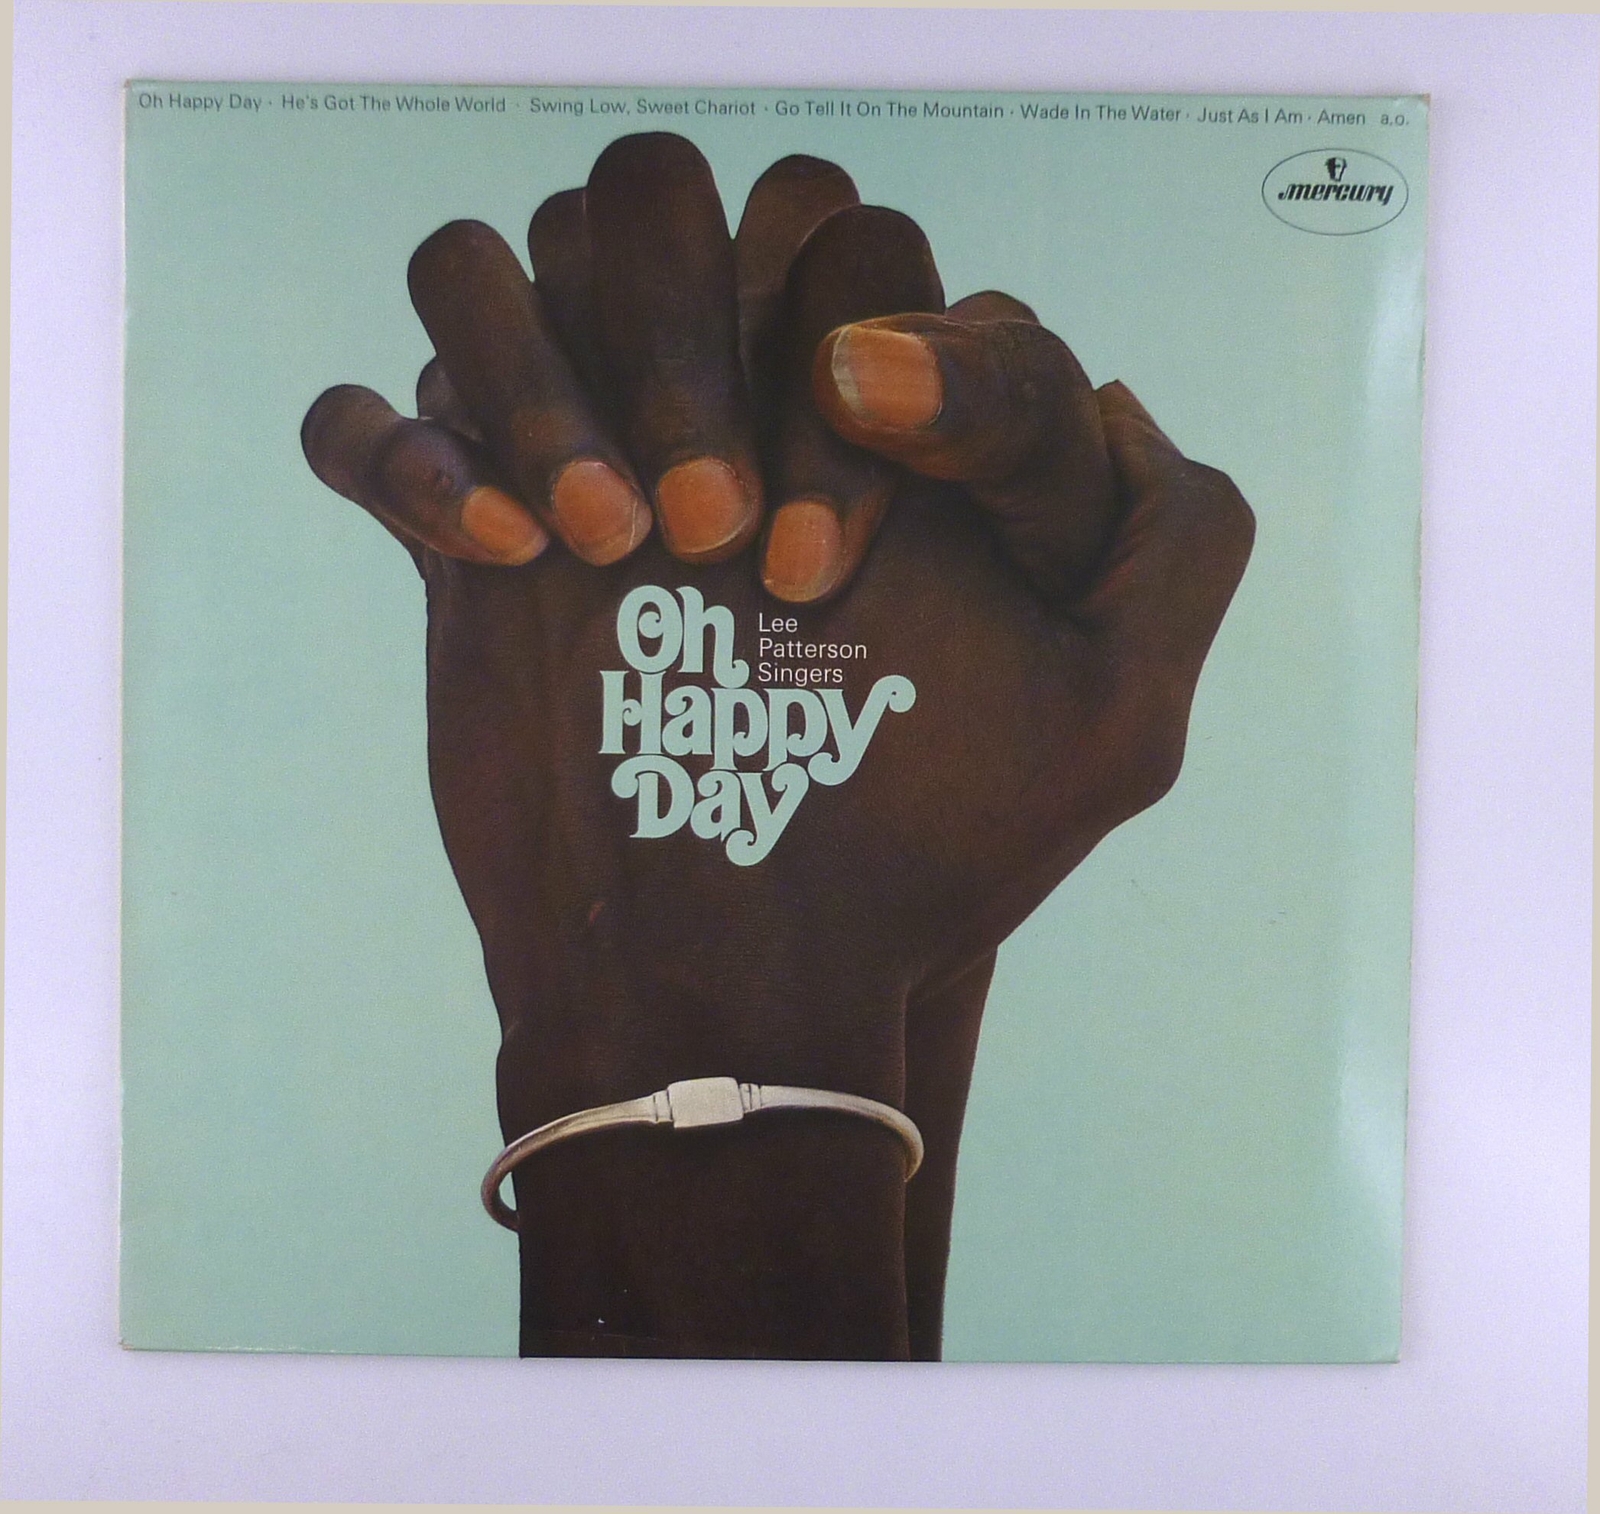 Oh Happy Day · He's Got The Whole World · Swing Low, Sweet Chariot · Go Tell It On The Mountain · Wade In The Water · Just As I Am · Amen a.o.
mercury
Oh
Lee
Patterson
Singers
Happy
Day